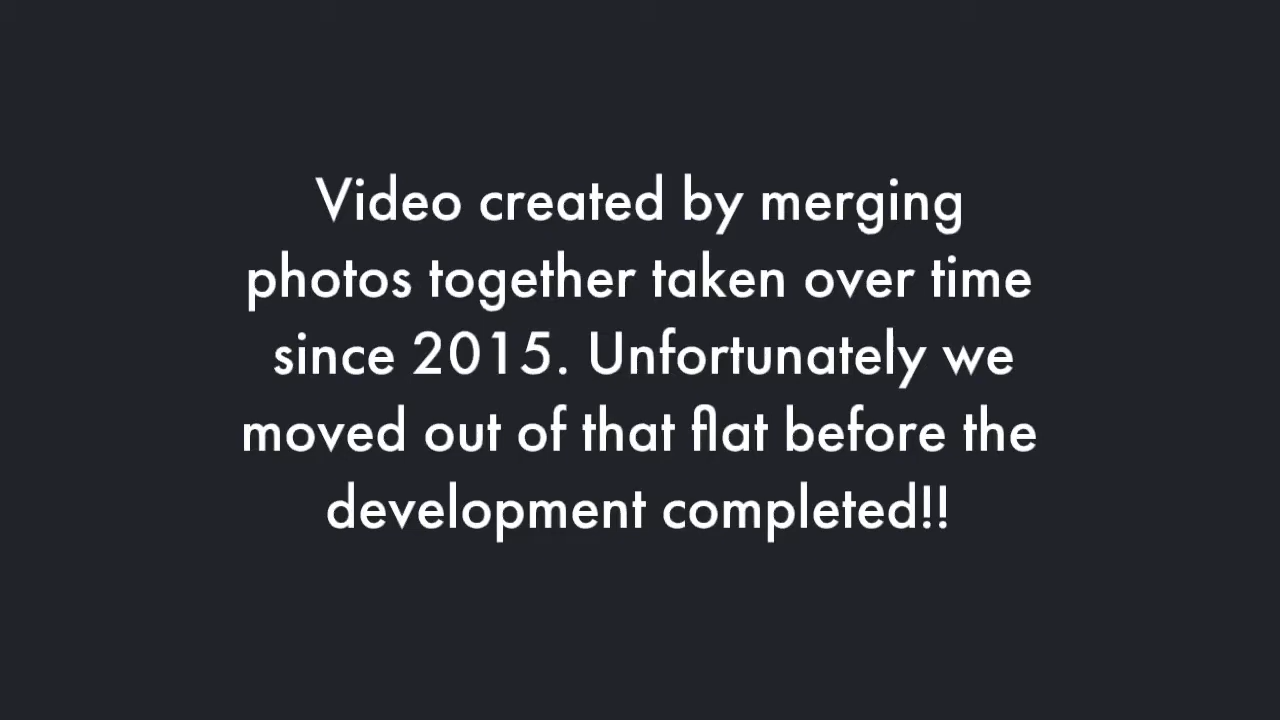 Video created by merging
photos together taken over time
since 2015. Unfortunately we
moved out of that flat before the
development completed!!